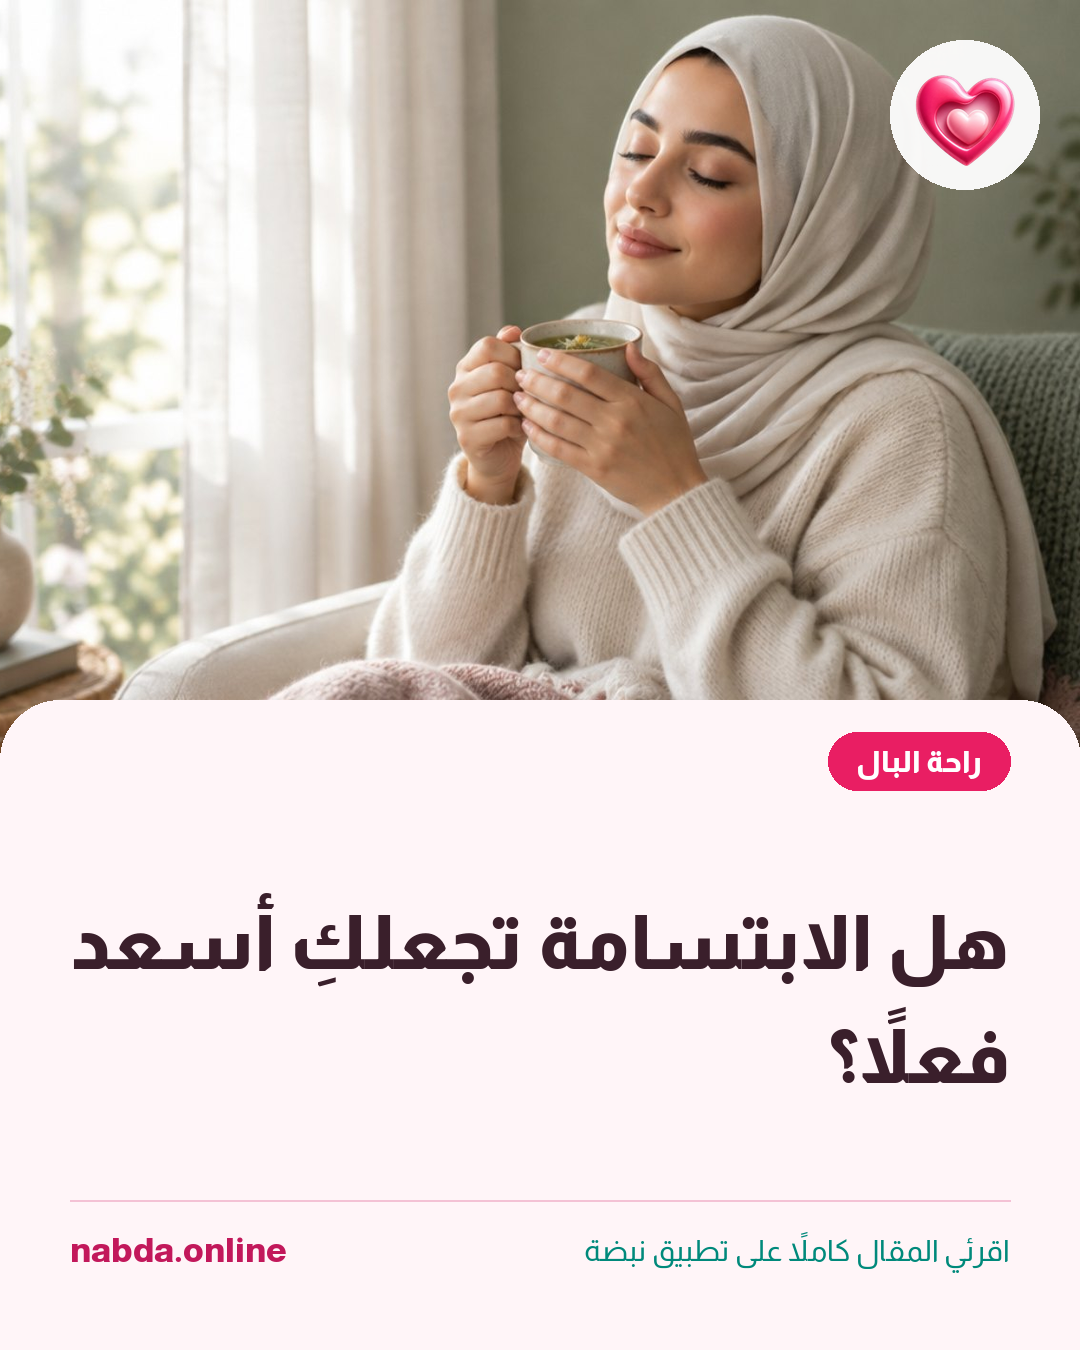 راحة البال
هل الابتسامة تجعلكِ أسعد
فعلًا؟
اقرئي المقال كاملًا على تطبيق نبضة
nabda.online